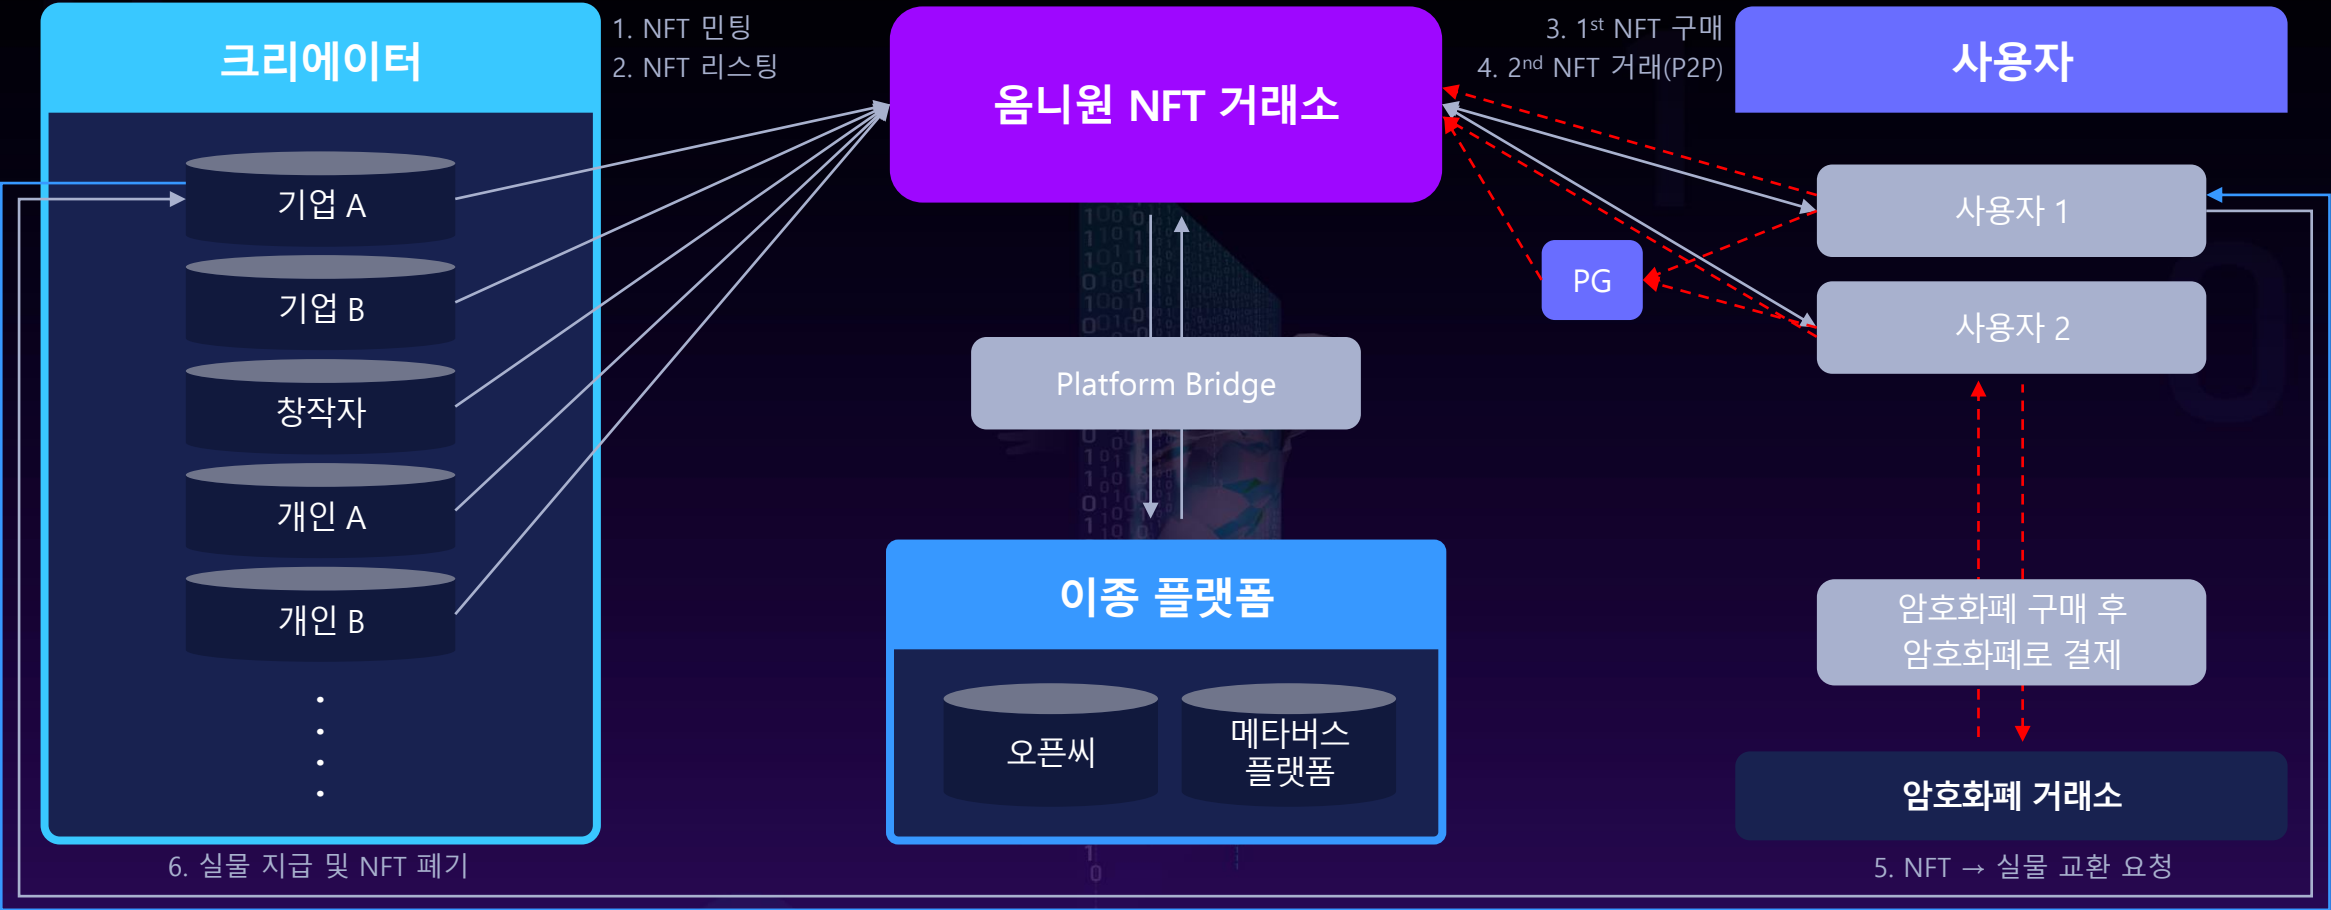 크리에이터
기업 A
기업 B
창작자
개인 A
개인 B
1. NFT 민팅
2. NFT 리스팅
옴니원 NFT 거래소
Platform Bridge
이종 플랫폼
오픈씨
메타버스
플랫폼
3. 1st NFT 구매
4. 2nd NFT 거래(P2P)
사용자
사용자 1
PG
사용자 2
암호화폐 구매 후
암호화폐로 결제
암호화폐 거래소
6. 실물 지급 및 NFT 폐기
5. NFT → 실물 교환 요청